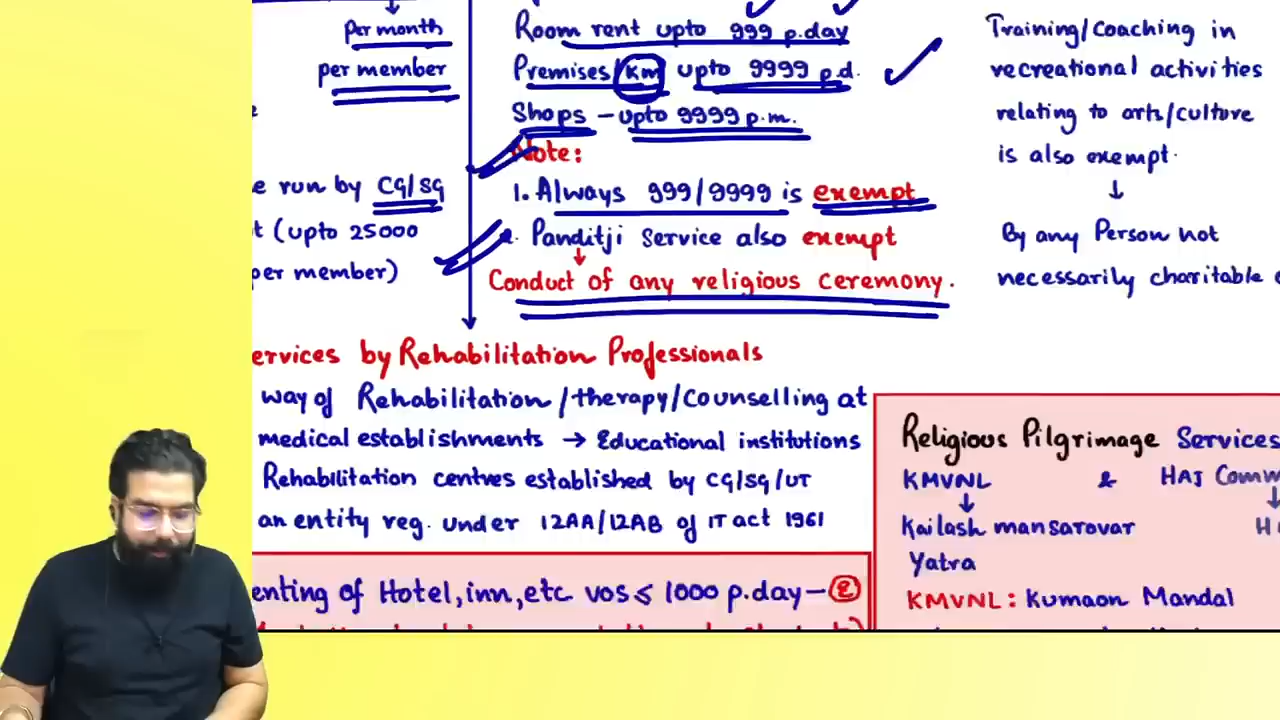 per month
per member
e run by CG/SG
t (upto 25000
per member)
Room rent upto 999 p.day
Premises/km upto 9999 p.d.
Shops - upto 9999 p.m.
Note:
1. Always 999/9999 is exempt
Panditji service also exempt
Conduct of any religious ceremony.
Training/coaching in
recreational activities
relating to arts/culture
is also exempt.
By any Person not
necessarily charitable
ervices by Rehabilitation Professionals
way of Rehabilitation/therapy/counselling at
medical establishments → Educational institutions
Rehabilitation centres established by CG/SG/UT
an entity reg. under 12AA/12AB of IT act 1961
enting of Hotel, inn, etc VOS ≤ 1000 p.day - E
Religious Pilgrimage Services
KMVNL & HAJ Comm
Kailash mansarovar H
Yatra
KMVNL: Kumaon Mandal